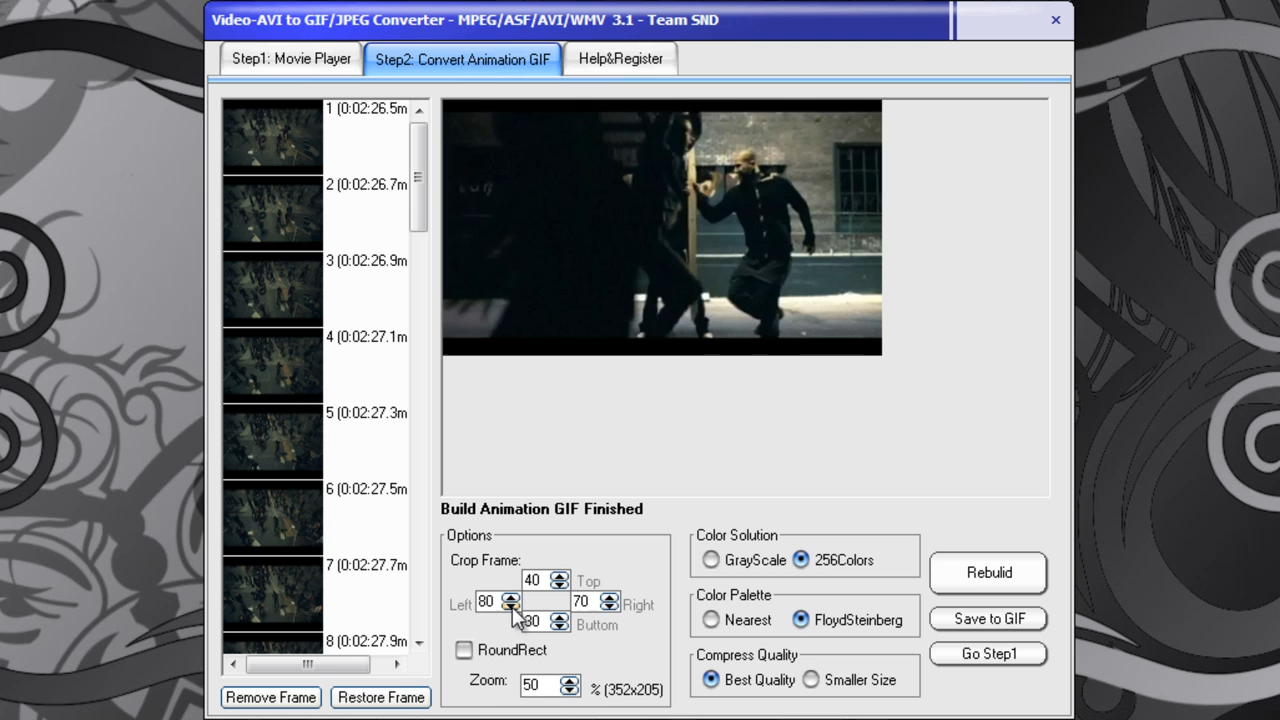 Video-AVI to GIF/JPEG Converter - MPEG/ASF/AVI/WMV 3.1 - Team SND
Step1: Movie Player
Step2: Convert Animation GIF
Help&Register
1 (0:02:26.5m
2 (0:02:26.7m
3 (0:02:26.9m
4 (0:02:27.1m
5 (0:02:27.3m
6 (0:02:27.5m
7 (0:02:27.7m
8 (0:02:27.9m
Remove Frame
Restore Frame
Build Animation GIF Finished
Options
Crop Frame:
40 Top
Left 80 70 Right
Buttom
RoundRect
Zoom: 50 % (352x205)
Color Solution
GrayScale 256Colors
Color Palette
Nearest FloydSteinberg
Compress Quality
Best Quality Smaller Size
Rebulid
Save to GIF
Go Step1